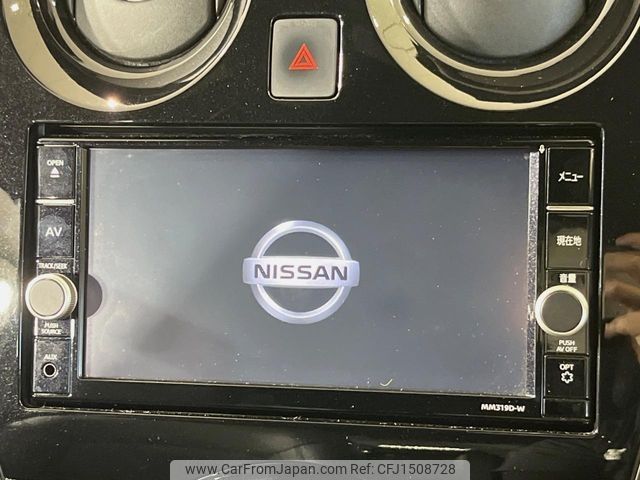 OPEN
AV
TRACK/SEEK
PUSH
SOURCE
AUX
NISSAN
メニュー
現在地
音量
PUSH
AV OFF
OPT
MM319D-W
www.CarFromJapan.com - CFJ1508728